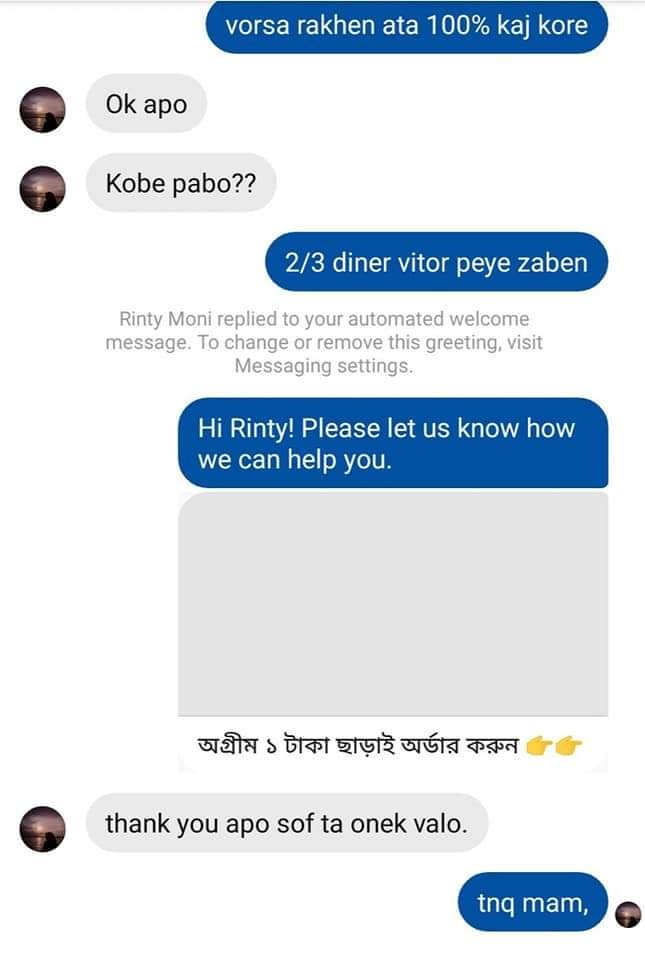 vorsa rakhen ata 100% kaj kore
Ok apo
Kobe pabo??
2/3 diner vitor peye zaben
Rinty Moni replied to your automated welcome
message. To change or remove this greeting, visit
Messaging settings.
Hi Rinty! Please let us know how
we can help you.
অগ্রীম ১ টাকা ছাড়াই অর্ডার করুন 👉👉
thank you apo sof ta onek valo.
tnq mam,